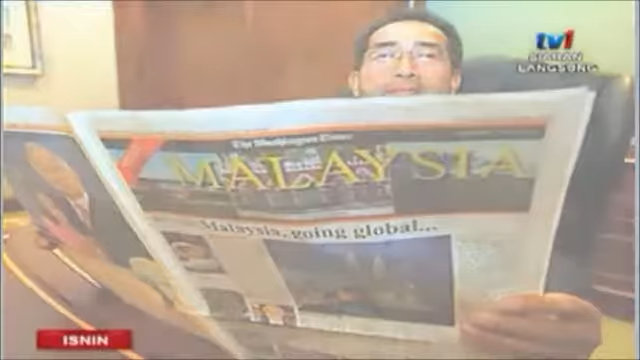 tv1
SIARAN
LANGSUNG
The Washington Times
MALAYSIA
Malaysia, going global...
ISNIN